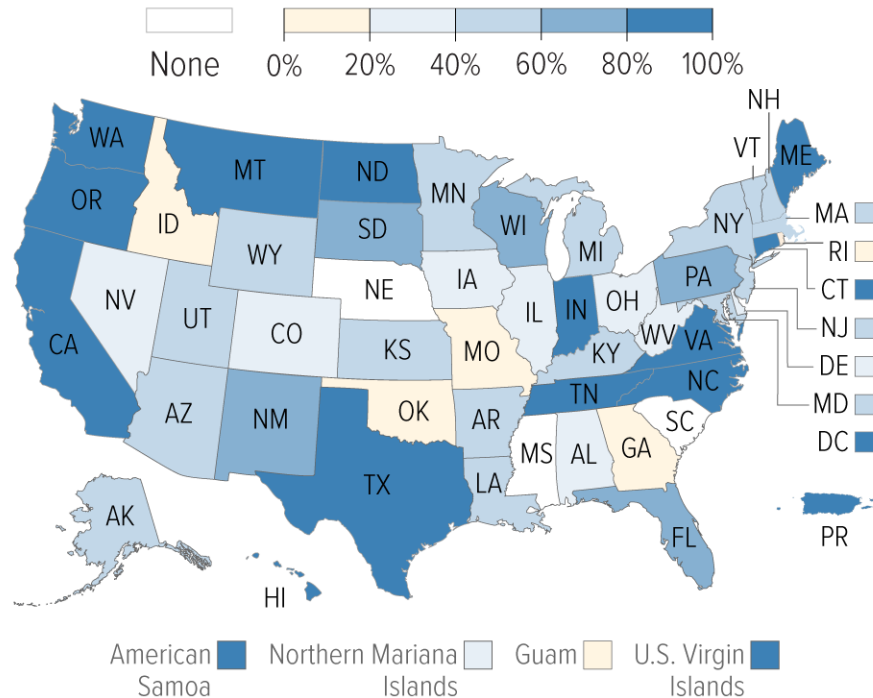 None
0% 20% 40% 60% 80% 100%
NH
WA
VT
ME
MT
ND
MN
OR
MA
ID
SD
WI
NY
MI
RI
WY
PA
IA
CT
NE
NV
OH
IL
IN
NJ
UT
CO
WV
CA
VA
DE
KS
MO
KY
MD
NC
TN
AZ
OK
NM
AR
SC
DC
MS
AL
GA
TX
LA
AK
FL
PR
HI
American Samoa
Northern Mariana Islands
Guam
U.S. Virgin Islands